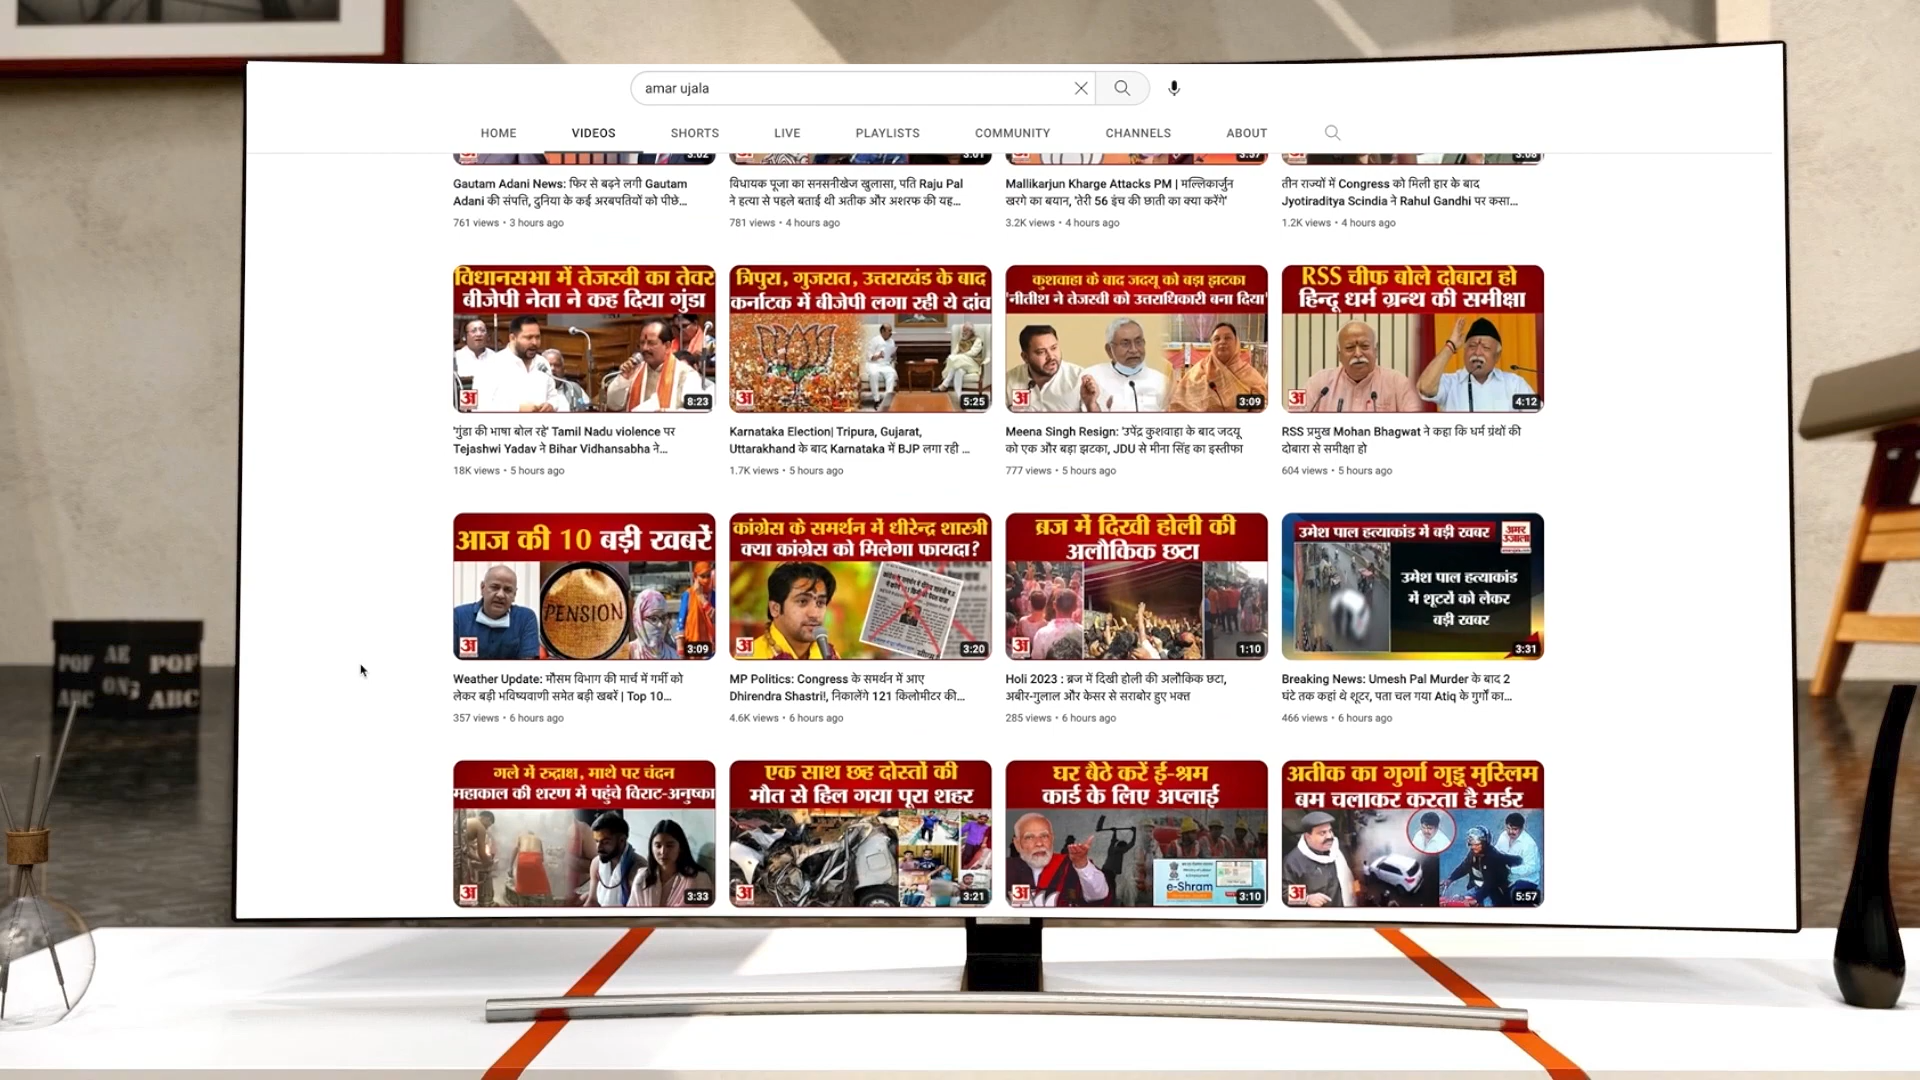 amar ujala
HOME VIDEOS SHORTS LIVE PLAYLISTS COMMUNITY CHANNELS ABOUT
3:02
3:01
3:37
3:08
Gautam Adani News: फिर से बढ़ने लगी Gautam
Adani की संपत्ति, दुनिया के कई अरबपतियों को पीछे...
761 views • 3 hours ago
विधायक पूजा का सनसनीखेज खुलासा, पति Raju Pal
ने हत्या से पहले बताई थी अतीक और अशरफ की यह...
781 views • 4 hours ago
Mallikarjun Kharge Attacks PM | मल्लिकार्जुन
खरगे का बयान, 'तेरी 56 इंच की छाती का क्या करेंगे'
3.2K views • 4 hours ago
तीन राज्यों में Congress को मिली हार के बाद
Jyotiraditya Scindia ने Rahul Gandhi पर कसा...
1.2K views • 4 hours ago
विधानसभा में तेजस्वी का तेवर
बीजेपी नेता ने कह दिया गुंडा
अ
8:23
'गुंडा की भाषा बोल रहे' Tamil Nadu violence पर
Tejashwi Yadav ने Bihar Vidhansabha ने...
18K views • 5 hours ago
त्रिपुरा, गुजरात, उत्तराखंड के बाद
कर्नाटक में बीजेपी लगा रही ये दांव
अ
5:25
Karnataka Election| Tripura, Gujarat,
Uttarakhand के बाद Karnataka में BJP लगा रही ...
1.7K views • 5 hours ago
कुशवाहा के बाद जदयू को बड़ा झटका
'नीतीश ने तेजस्वी को उत्तराधिकारी बना दिया'
अ
3:09
Meena Singh Resign: 'उपेंद्र कुशवाहा के बाद जदयू
को एक और बड़ा झटका, JDU से मीना सिंह का इस्तीफा
777 views • 5 hours ago
RSS चीफ बोले दोबारा हो
हिन्दू धर्म ग्रन्थ की समीक्षा
अ
4:12
RSS प्रमुख Mohan Bhagwat ने कहा कि धर्म ग्रंथों की
दोबारा से समीक्षा हो
604 views • 5 hours ago
आज की 10 बड़ी खबरें
PENSION
अ
3:09
Weather Update: मौसम विभाग की मार्च में गर्मी को
लेकर बड़ी भविष्यवाणी समेत बड़ी खबरें | Top 10...
357 views • 6 hours ago
कांग्रेस के समर्थन में धीरेन्द्र शास्त्री
क्या कांग्रेस को मिलेगा फायदा?
अ
3:20
MP Politics: Congress के समर्थन में आए
Dhirendra Shastri!, निकालेंगे 121 किलोमीटर की...
4.6K views • 6 hours ago
ब्रज में दिखी होली की
अलौकिक छटा
अ
1:10
Holi 2023 : ब्रज में दिखी होली की अलौकिक छटा,
अबीर-गुलाल और केसर से सराबोर हुए भक्त
285 views • 6 hours ago
उमेश पाल हत्याकांड में बड़ी खबर
अमर
उजाला
उमेश पाल हत्याकांड
में शूटरों को लेकर
बड़ी खबर
3:31
Breaking News: Umesh Pal Murder के बाद 2
घंटे तक कहां थे शूटर, पता चल गया Atiq के गुर्गों का...
466 views • 6 hours ago
गले में रुद्राक्ष, माथे पर चंदन
महाकाल की शरण में पहुंचे विराट-अनुष्का
अ
3:33
एक साथ छह दोस्तों की
मौत से हिल गया पूरा शहर
अ
3:21
घर बैठे करें ई-श्रम
कार्ड के लिए अप्लाई
e-Shram
अ
3:10
अतीक का गुर्गा गुड्डू मुस्लिम
बम चलाकर करता है मर्डर
अ
5:57